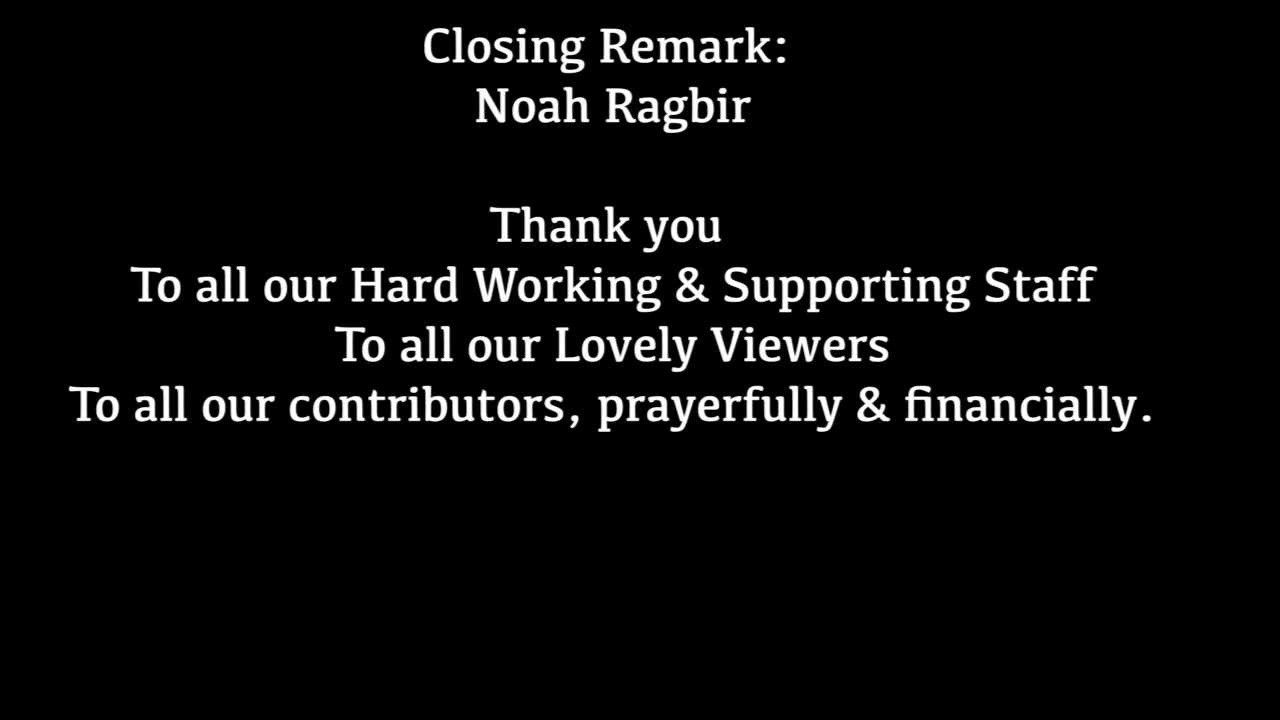 Closing Remark:
Noah Ragbir
Thank you
To all our Hard Working & Supporting Staff
To all our Lovely Viewers
To all our contributors, prayerfully & financially.